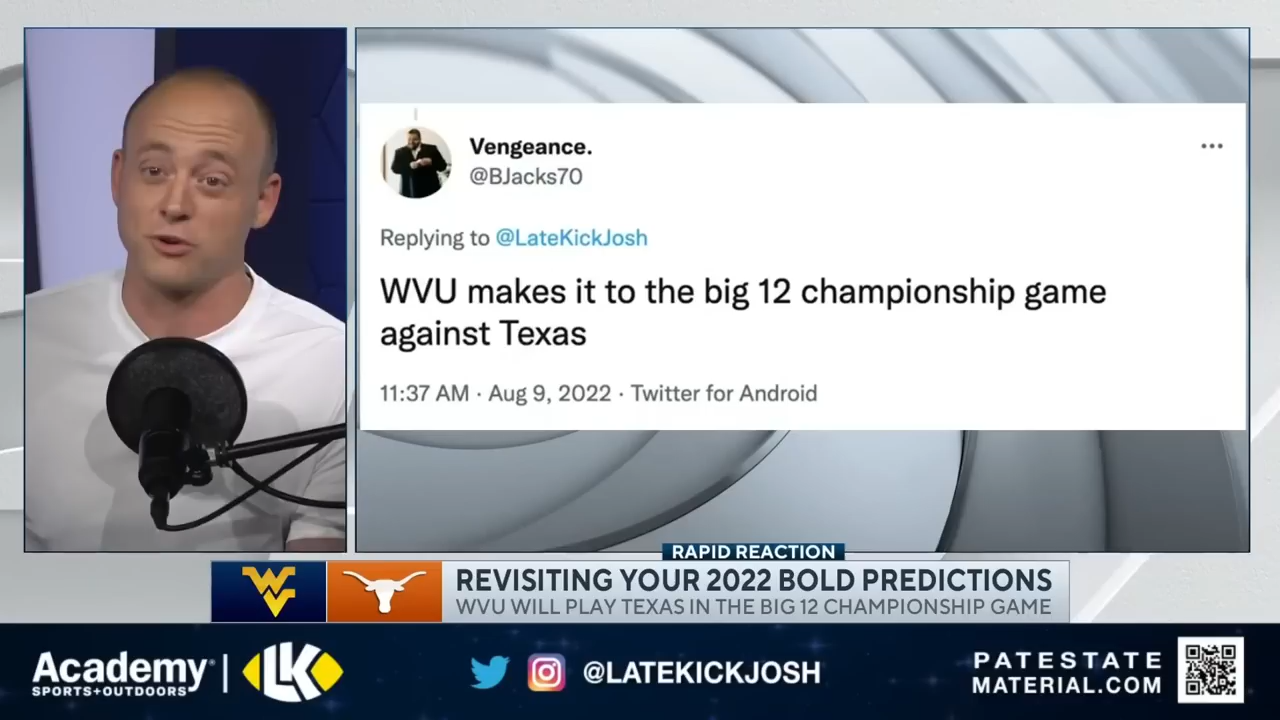 Vengeance.
@BJacks70
Replying to @LateKickJosh
WVU makes it to the big 12 championship game
against Texas
11:37 AM · Aug 9, 2022 · Twitter for Android
RAPID REACTION
WV
REVISITING YOUR 2022 BOLD PREDICTIONS
WVU WILL PLAY TEXAS IN THE BIG 12 CHAMPIONSHIP GAME
Academy
SPORTS+OUTDOORS
LK
@LATEKICKJOSH
PATESTATE
MATERIAL.COM